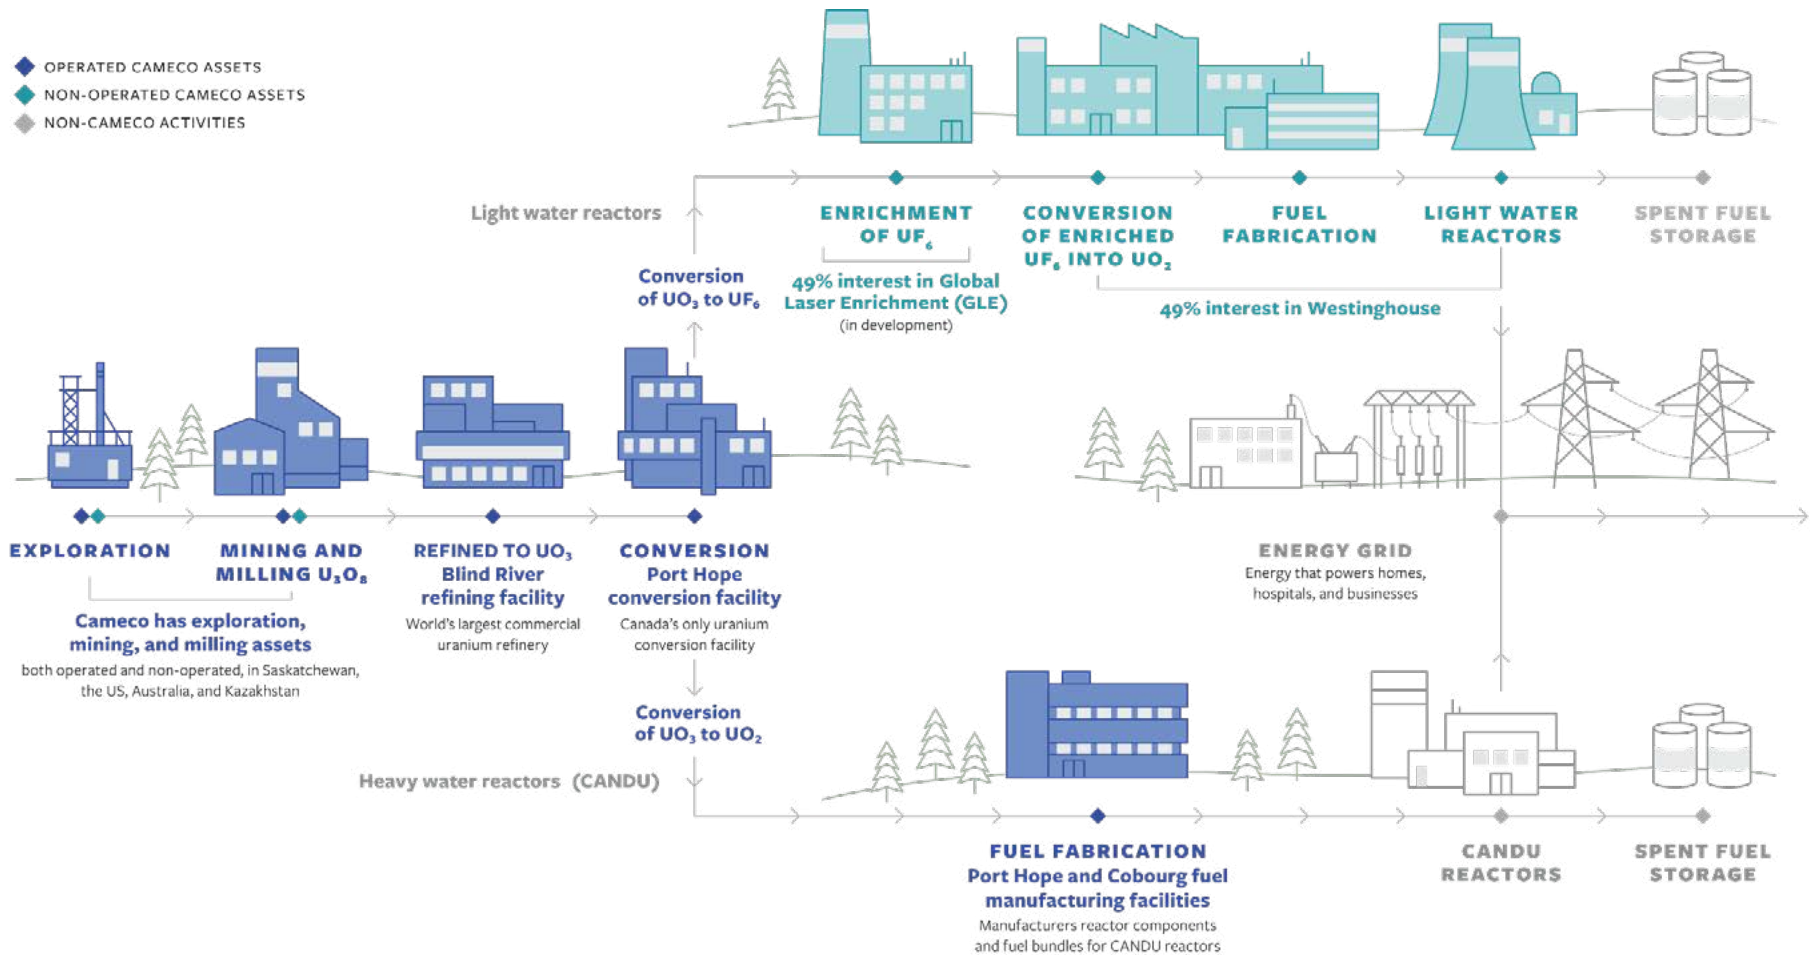 OPERATED CAMECO ASSETS
NON-OPERATED CAMECO ASSETS
NON-CAMECO ACTIVITIES
Light water reactors
ENRICHMENT
OF UF₆
49% interest in Global
Laser Enrichment (GLE)
(in development)
CONVERSION
OF ENRICHED
UF₆ INTO UO₂
FUEL
FABRICATION
LIGHT WATER
REACTORS
49% interest in Westinghouse
SPENT FUEL
STORAGE
Conversion
of UO₃ to UF₆
EXPLORATION
MINING AND
MILLING U₃O₈
Cameco has exploration,
mining, and milling assets
both operated and non-operated, in Saskatchewan,
the US, Australia, and Kazakhstan
REFINED TO UO₃
Blind River
refining facility
World's largest commercial
uranium refinery
CONVERSION
Port Hope
conversion facility
Canada's only uranium
conversion facility
ENERGY GRID
Energy that powers homes,
hospitals, and businesses
Conversion
of UO₃ to UO₂
Heavy water reactors (CANDU)
FUEL FABRICATION
Port Hope and Cobourg fuel
manufacturing facilities
Manufacturers reactor components
and fuel bundles for CANDU reactors
CANDU
REACTORS
SPENT FUEL
STORAGE